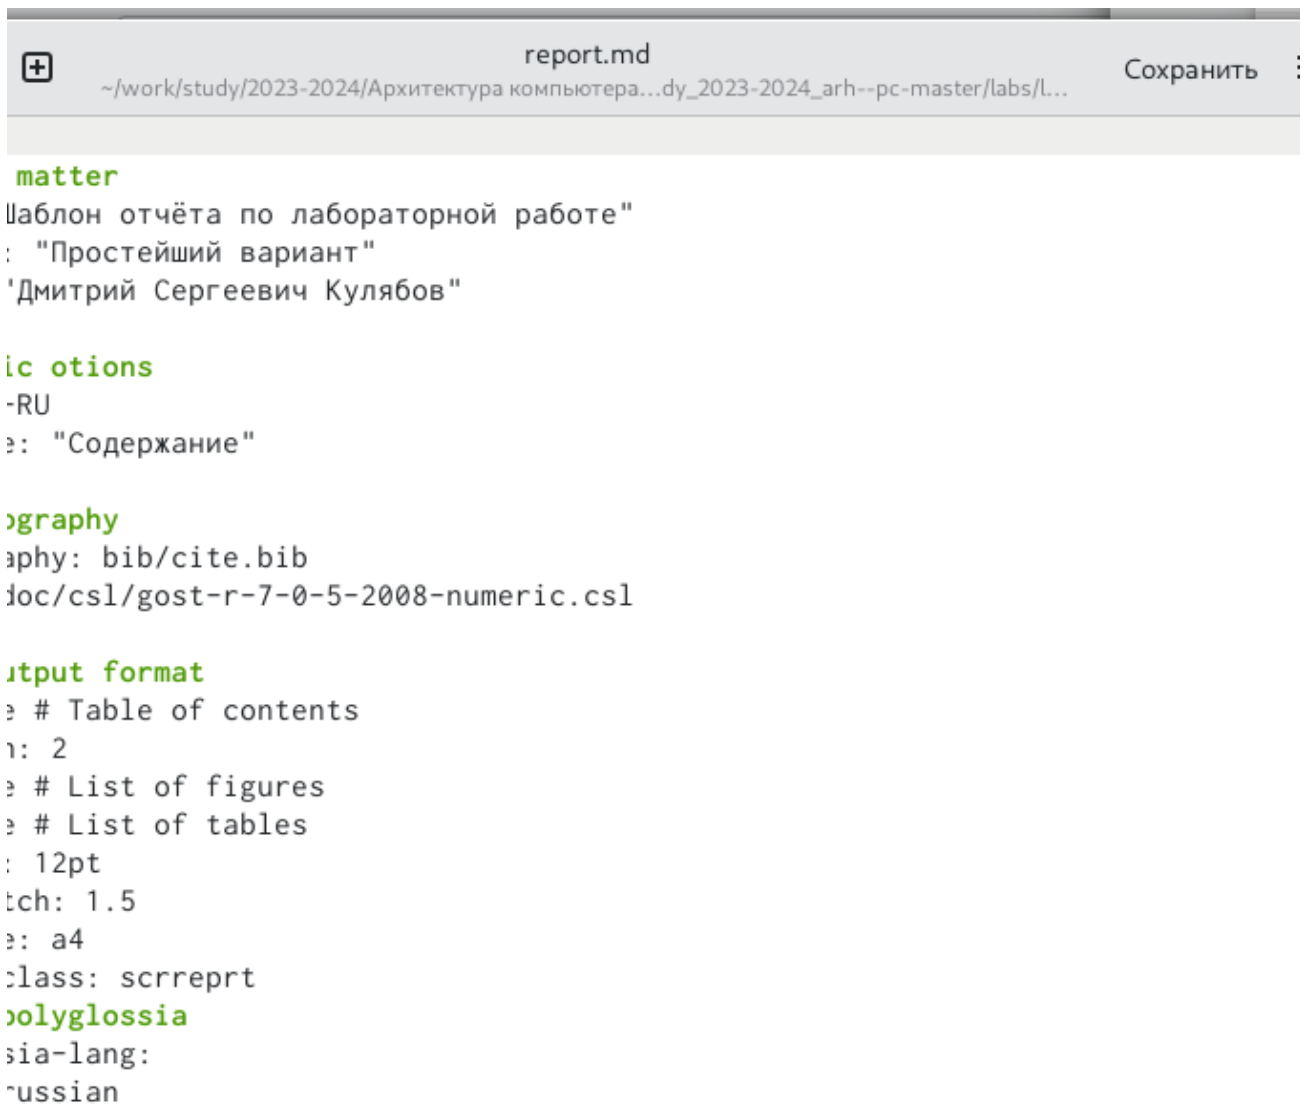 report.md
~/work/study/2023-2024/Архитектура компьютера…dy_2023-2024_arh--pc-master/labs/l…
Сохранить
matter
Шаблон отчёта по лабораторной работе"
: "Простейший вариант"
"Дмитрий Сергеевич Кулябов"
ic otions
-RU
e: "Содержание"
ography
aphy: bib/cite.bib
doc/csl/gost-r-7-0-5-2008-numeric.csl
utput format
e # Table of contents
h: 2
e # List of figures
e # List of tables
: 12pt
tch: 1.5
e: a4
class: scrreprt
polyglossia
sia-lang:
russian